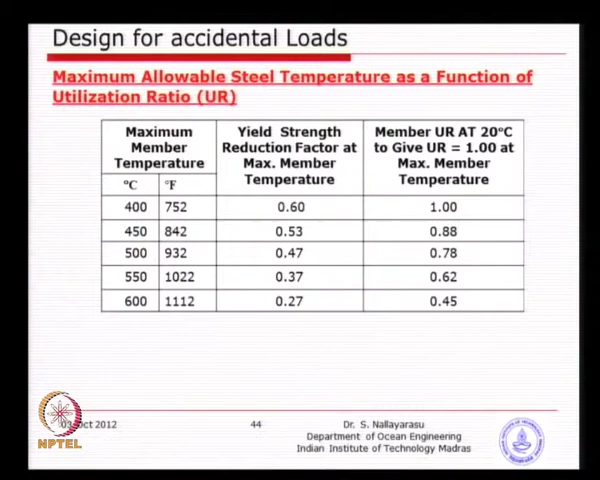 Design for accidental Loads
Maximum Allowable Steel Temperature as a Function of
Utilization Ratio (UR)
Maximum Member Temperature | Yield Strength Reduction Factor at Max. Member Temperature | Member UR AT 20°C to Give UR = 1.00 at Max. Member Temperature
°C | °F
400 | 752 | 0.60 | 1.00
450 | 842 | 0.53 | 0.88
500 | 932 | 0.47 | 0.78
550 | 1022 | 0.37 | 0.62
600 | 1112 | 0.27 | 0.45
03 Oct 2012
44
Dr. S. Nallayarasu
Department of Ocean Engineering
Indian Institute of Technology Madras
NPTEL